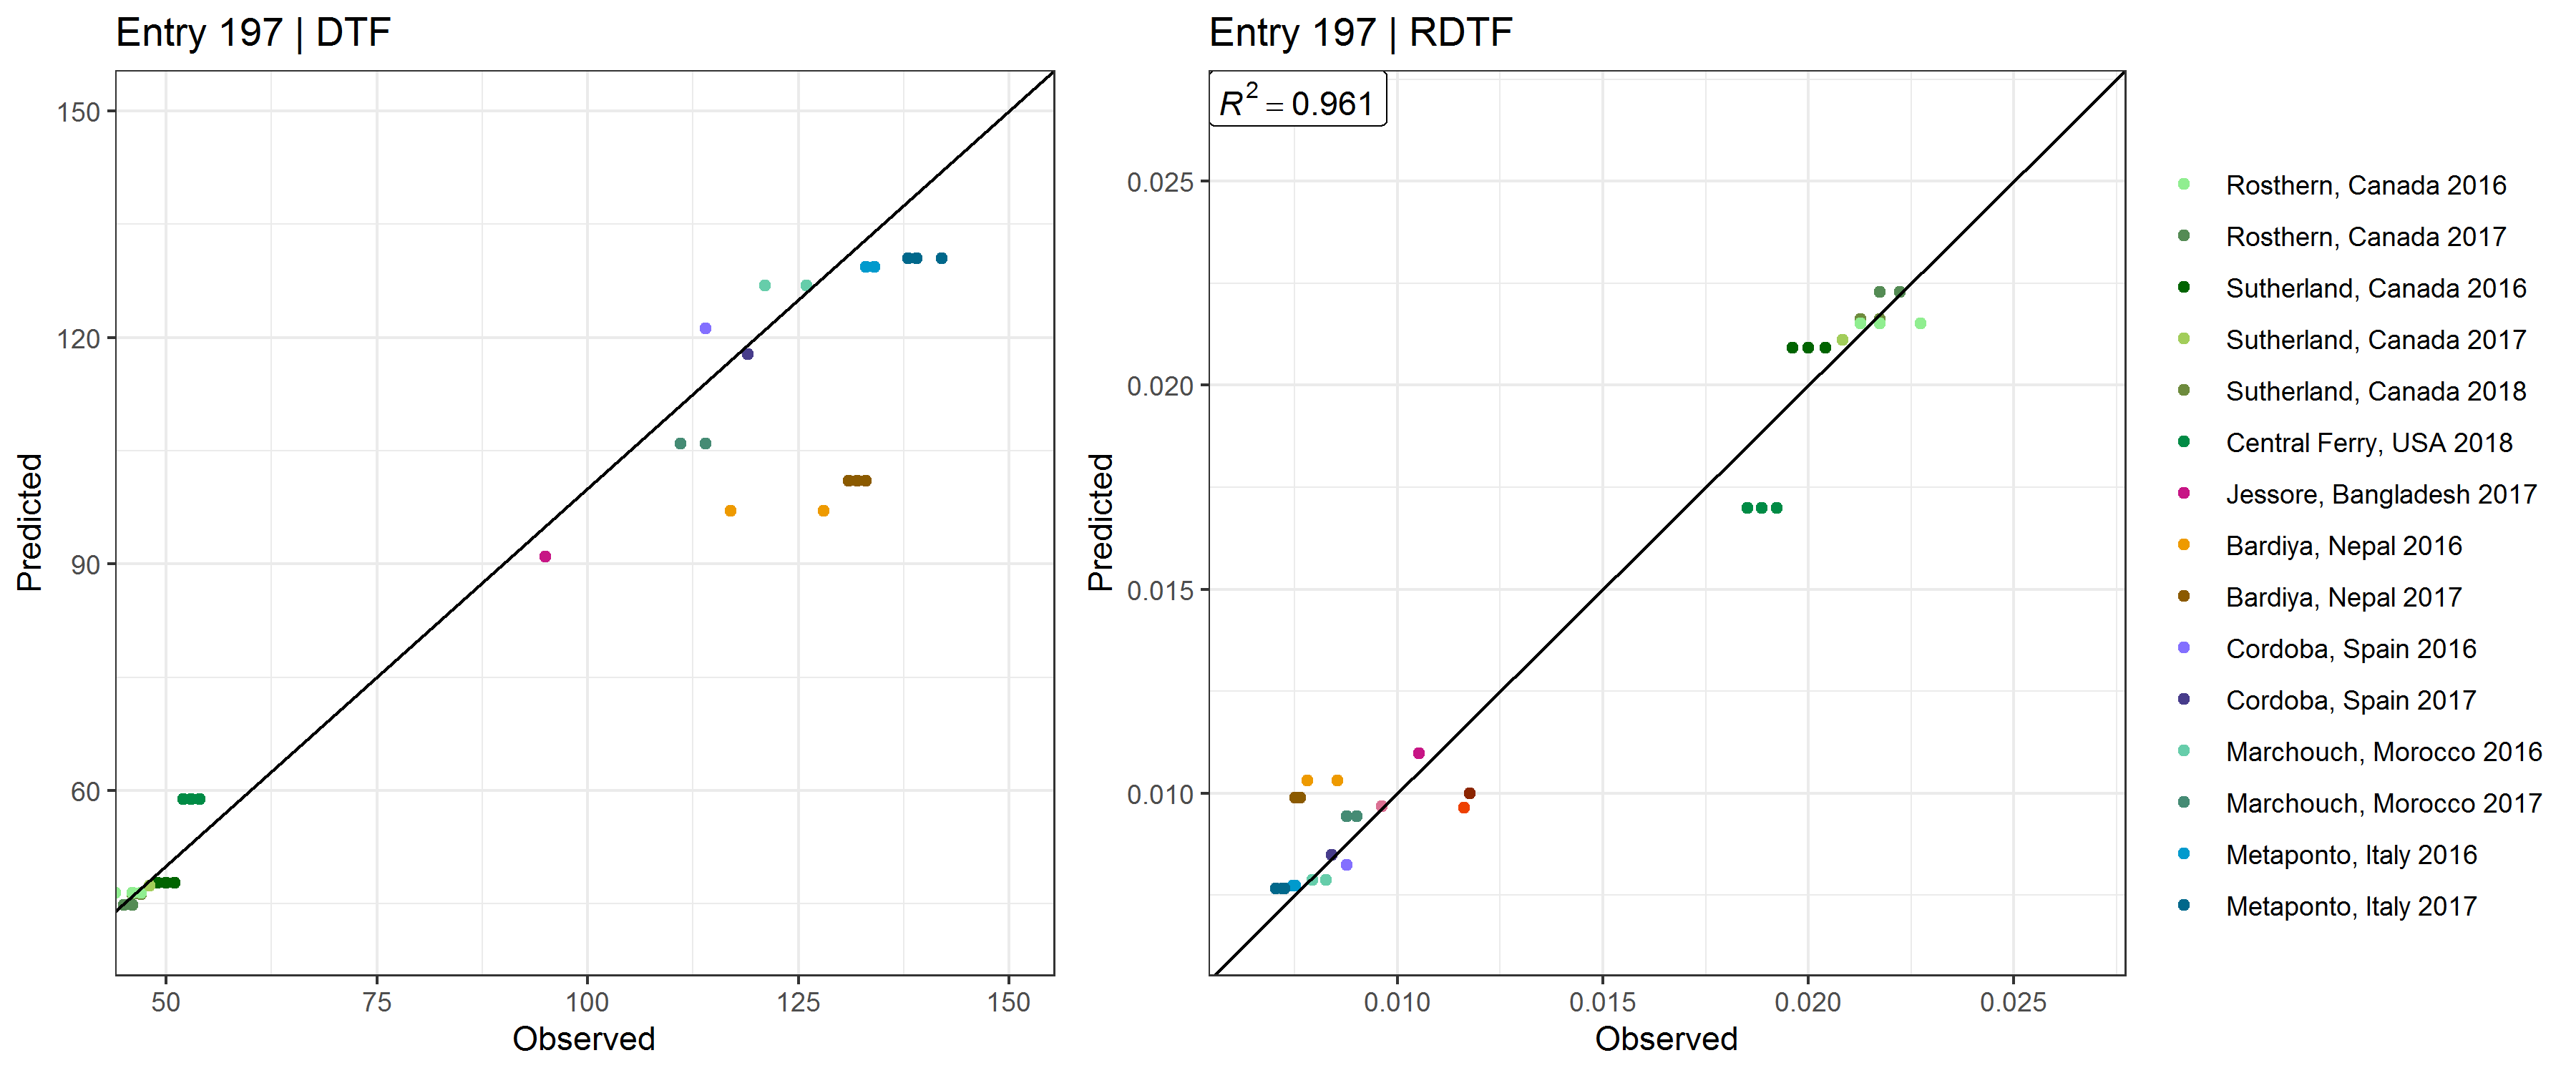 Entry 197 | DTF
150
120
90
60
Predicted
50
75
100
125
150
Observed
Entry 197 | RDTF
R² = 0.961
0.025
0.020
0.015
0.010
Predicted
0.010
0.015
0.020
0.025
Observed
Rosthern, Canada 2016
Rosthern, Canada 2017
Sutherland, Canada 2016
Sutherland, Canada 2017
Sutherland, Canada 2018
Central Ferry, USA 2018
Jessore, Bangladesh 2017
Bardiya, Nepal 2016
Bardiya, Nepal 2017
Cordoba, Spain 2016
Cordoba, Spain 2017
Marchouch, Morocco 2016
Marchouch, Morocco 2017
Metaponto, Italy 2016
Metaponto, Italy 2017